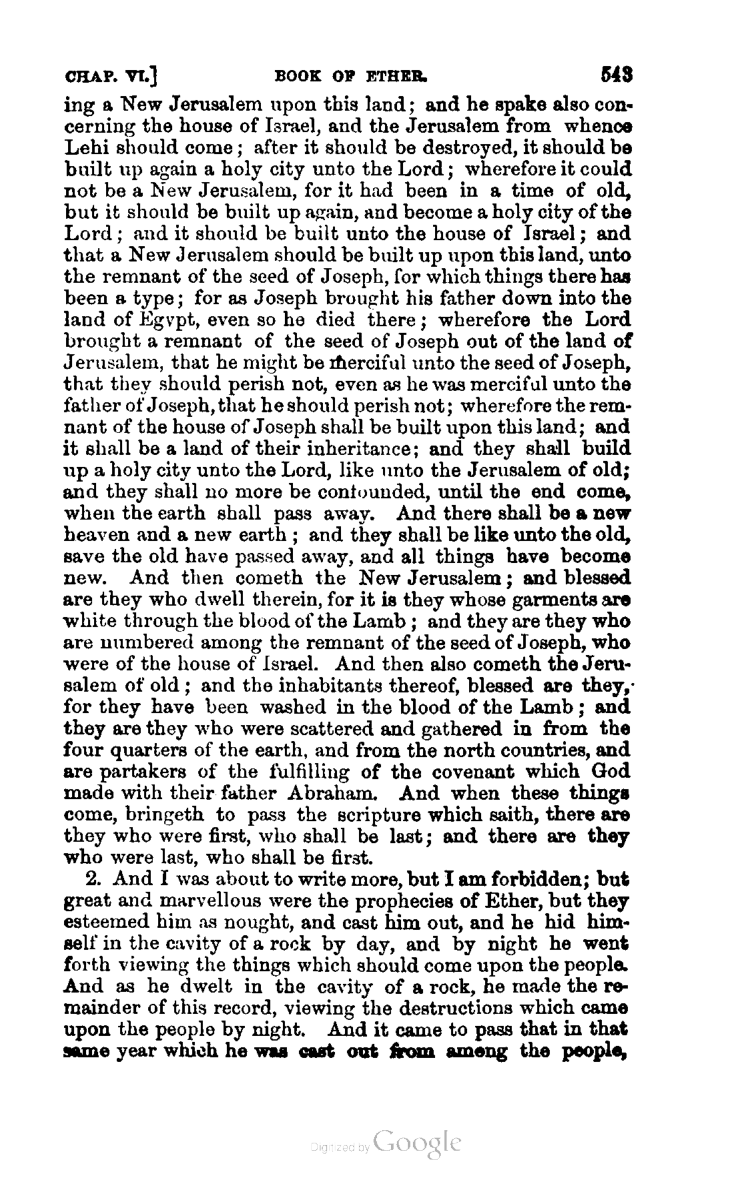 CHAP. VI.] BOOK OF ETHER. 543
ing a New Jerusalem upon this land; and he spake also con-
cerning the house of Israel, and the Jerusalem from whence
Lehi should come; after it should be destroyed, it should be
built up again a holy city unto the Lord; wherefore it could
not be a New Jerusalem, for it had been in a time of old,
but it should be built up again, and become a holy city of the
Lord; and it should be built unto the house of Israel; and
that a New Jerusalem should be built up upon this land, unto
the remnant of the seed of Joseph, for which things there has
been a type; for as Joseph brought his father down into the
land of Egypt, even so he died there; wherefore the Lord
brought a remnant of the seed of Joseph out of the land of
Jerusalem, that he might be merciful unto the seed of Joseph,
that they should perish not, even as he was merciful unto the
father of Joseph, that he should perish not; wherefore the rem-
nant of the house of Joseph shall be built upon this land; and
it shall be a land of their inheritance; and they shall build
up a holy city unto the Lord, like unto the Jerusalem of old;
and they shall no more be confounded, until the end come,
when the earth shall pass away. And there shall be a new
heaven and a new earth; and they shall be like unto the old,
save the old have passed away, and all things have become
new. And then cometh the New Jerusalem; and blessed
are they who dwell therein, for it is they whose garments are
white through the blood of the Lamb; and they are they who
are numbered among the remnant of the seed of Joseph, who
were of the house of Israel. And then also cometh the Jeru-
salem of old; and the inhabitants thereof, blessed are they,
for they have been washed in the blood of the Lamb; and
they are they who were scattered and gathered in from the
four quarters of the earth, and from the north countries, and
are partakers of the fulfilling of the covenant which God
made with their father Abraham. And when these things
come, bringeth to pass the scripture which saith, there are
they who were first, who shall be last; and there are they
who were last, who shall be first.
2. And I was about to write more, but I am forbidden; but
great and marvellous were the prophecies of Ether, but they
esteemed him as nought, and cast him out, and he hid him-
self in the cavity of a rock by day, and by night he went
forth viewing the things which should come upon the people.
And as he dwelt in the cavity of a rock, he made the re-
mainder of this record, viewing the destructions which came
upon the people by night. And it came to pass that in that
same year which he was cast out from among the people,
Digitized by Google